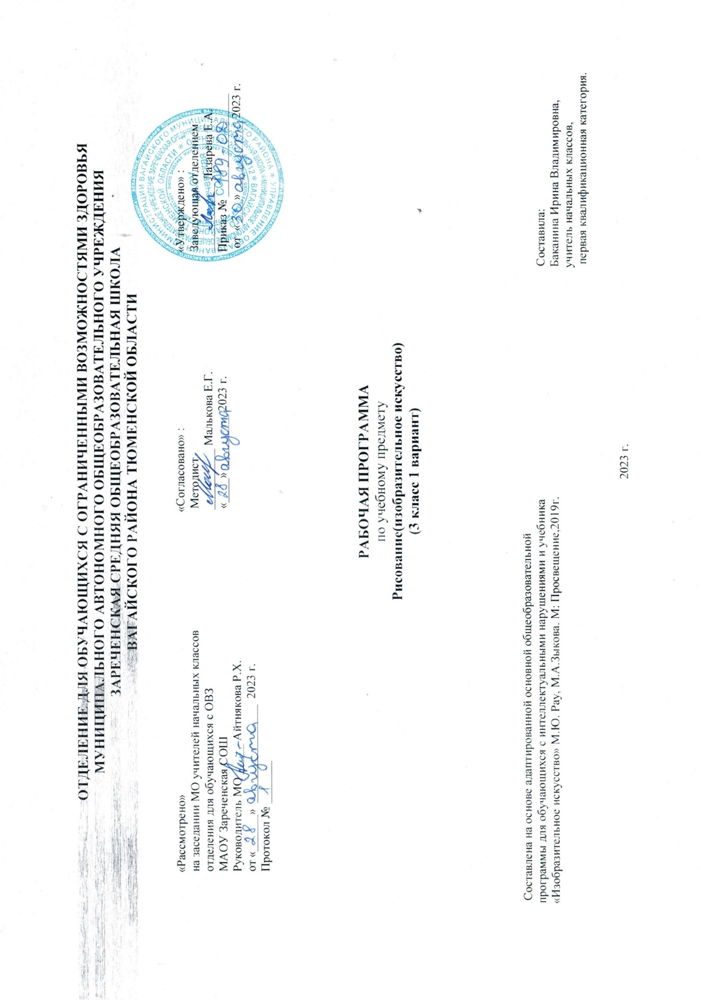 ОТДЕЛЕНИЕ ДЛЯ ОБУЧАЮЩИХСЯ С ОГРАНИЧЕННЫМИ ВОЗМОЖНОСТЯМИ ЗДОРОВЬЯ
МУНИЦИПАЛЬНОГО АВТОНОМНОГО ОБЩЕОБРАЗОВАТЕЛЬНОГО УЧРЕЖДЕНИЯ
ЗАРЕЧЕНСКАЯ СРЕДНЯЯ ОБЩЕОБРАЗОВАТЕЛЬНАЯ ШКОЛА
ВАГАЙСКОГО РАЙОНА ТЮМЕНСКОЙ ОБЛАСТИ
«Рассмотрено»
на заседании МО учителей начальных классов
отделения для обучающихся с ОВЗ
МАОУ Зареченская СОШ
Руководитель МО Айтнякова Р.Х.
от « 28 » августа 2023 г.
Протокол № 1
«Согласовано» :
Методист
Малькова Е.Г.
« 28 » августа 2023 г.
«Утверждено» :
Заведующая отделением
Лазарева Е.А.
Приказ №
от « 30 » августа 2023 г.
РАБОЧАЯ ПРОГРАММА
по учебному предмету
Рисование(изобразительное искусство)
(3 класс 1 вариант)
Составлена на основе адаптированной основной общеобразовательной
программы для обучающихся с интеллектуальными нарушениями и учебника
«Изобразительное искусство» М.Ю. Рау, М.А.Зыкова. М: Просвещение,2019г.
Составила:
Баканина Ирина Владимировна,
учитель начальных классов,
первая квалификационная категория.
2023 г.